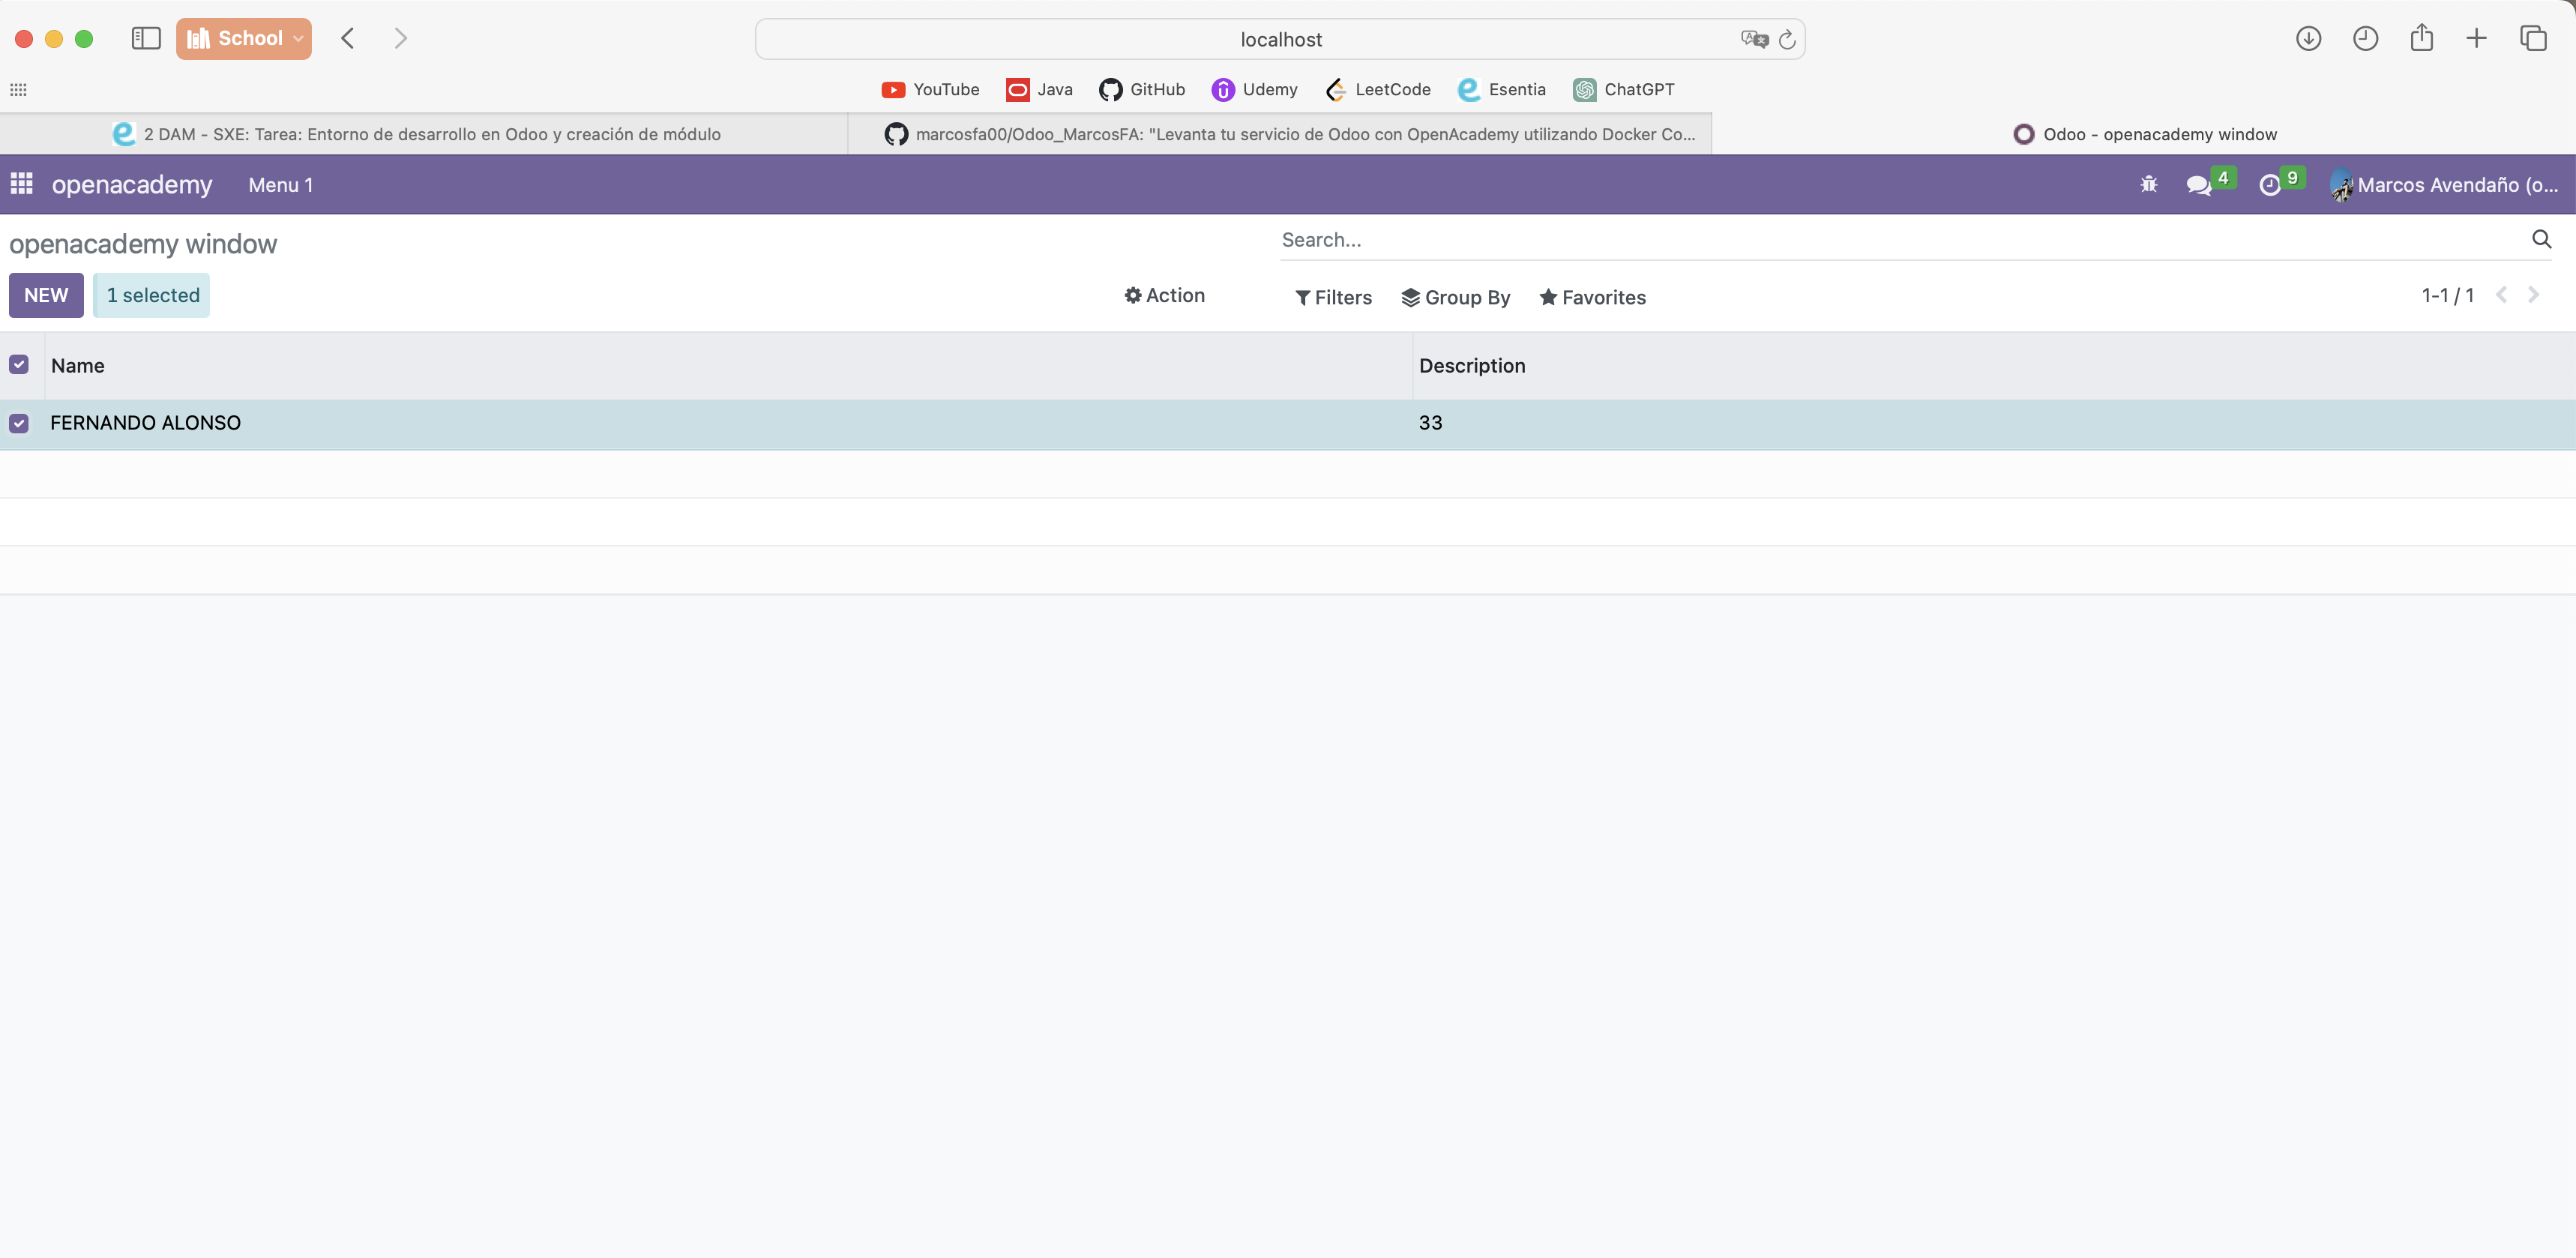 School
localhost
YouTube Java GitHub Udemy LeetCode Esentia ChatGPT
2 DAM - SXE: Tarea: Entorno de desarrollo en Odoo y creación de módulo
marcosfa00/Odoo_MarcosFA: "Levanta tu servicio de Odoo con OpenAcademy utilizando Docker Co...
Odoo - openacademy window
openacademy Menu 1 4 9 Marcos Avendaño (o...
openacademy window
Search...
NEW 1 selected Action Filters Group By Favorites 1-1 / 1
Name Description
FERNANDO ALONSO 33